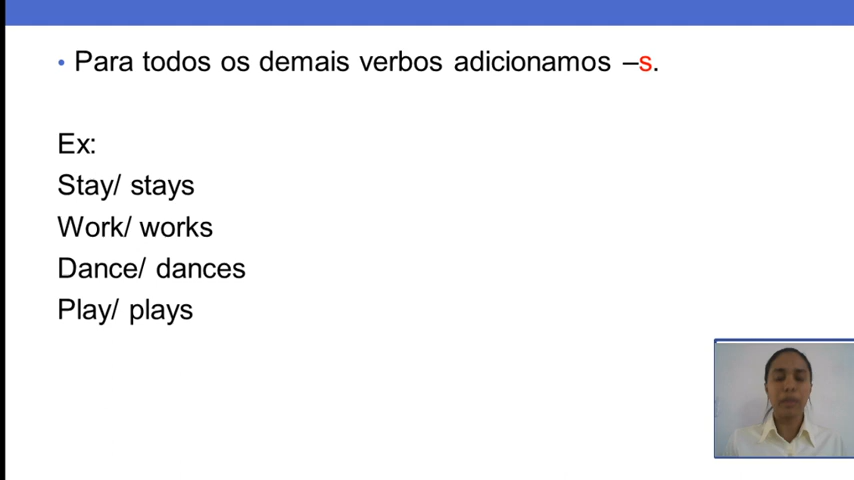 • Para todos os demais verbos adicionamos –s.
Ex:
Stay/ stays
Work/ works
Dance/ dances
Play/ plays